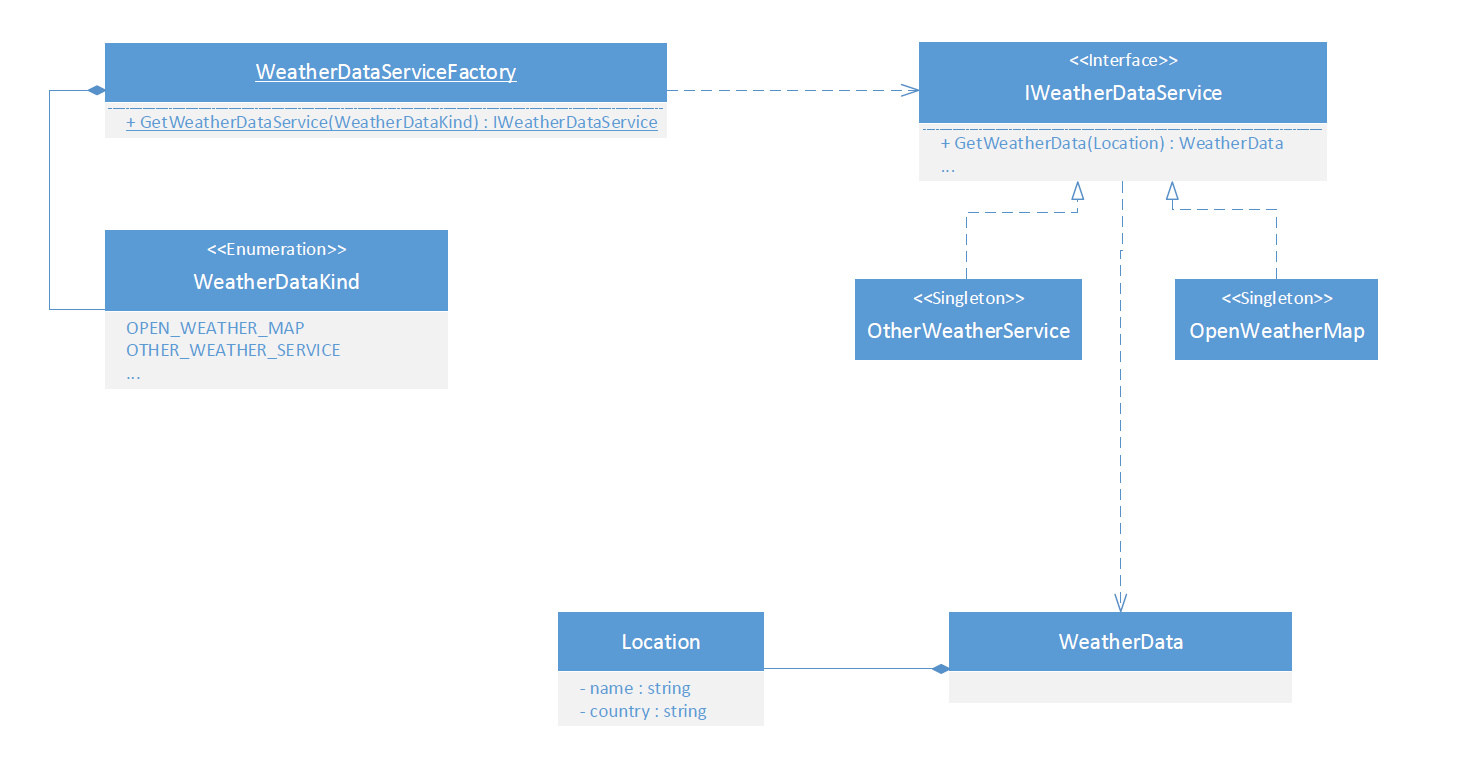 WeatherDataServiceFactory
+ GetWeatherDataService(WeatherDataKind) : IWeatherDataService
<<Interface>>
IWeatherDataService
+ GetWeatherData(Location) : WeatherData
...
<<Enumeration>>
WeatherDataKind
OPEN_WEATHER_MAP
OTHER_WEATHER_SERVICE
...
<<Singleton>>
OtherWeatherService
<<Singleton>>
OpenWeatherMap
Location
- name : string
- country : string
WeatherData